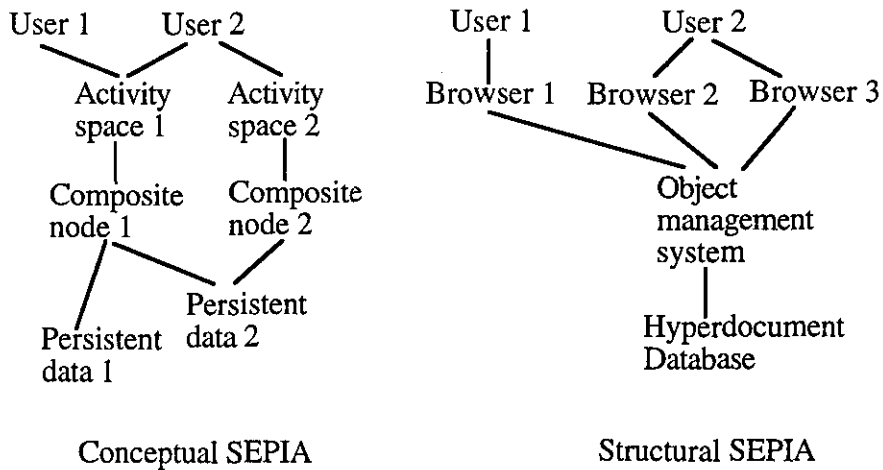 User 1
User 2
Activity
space 1
Activity
space 2
Composite
node 1
Composite
node 2
Persistent
data 1
Persistent
data 2
Conceptual SEPIA
User 1
User 2
Browser 1
Browser 2
Browser 3
Object
management
system
Hyperdocument
Database
Structural SEPIA